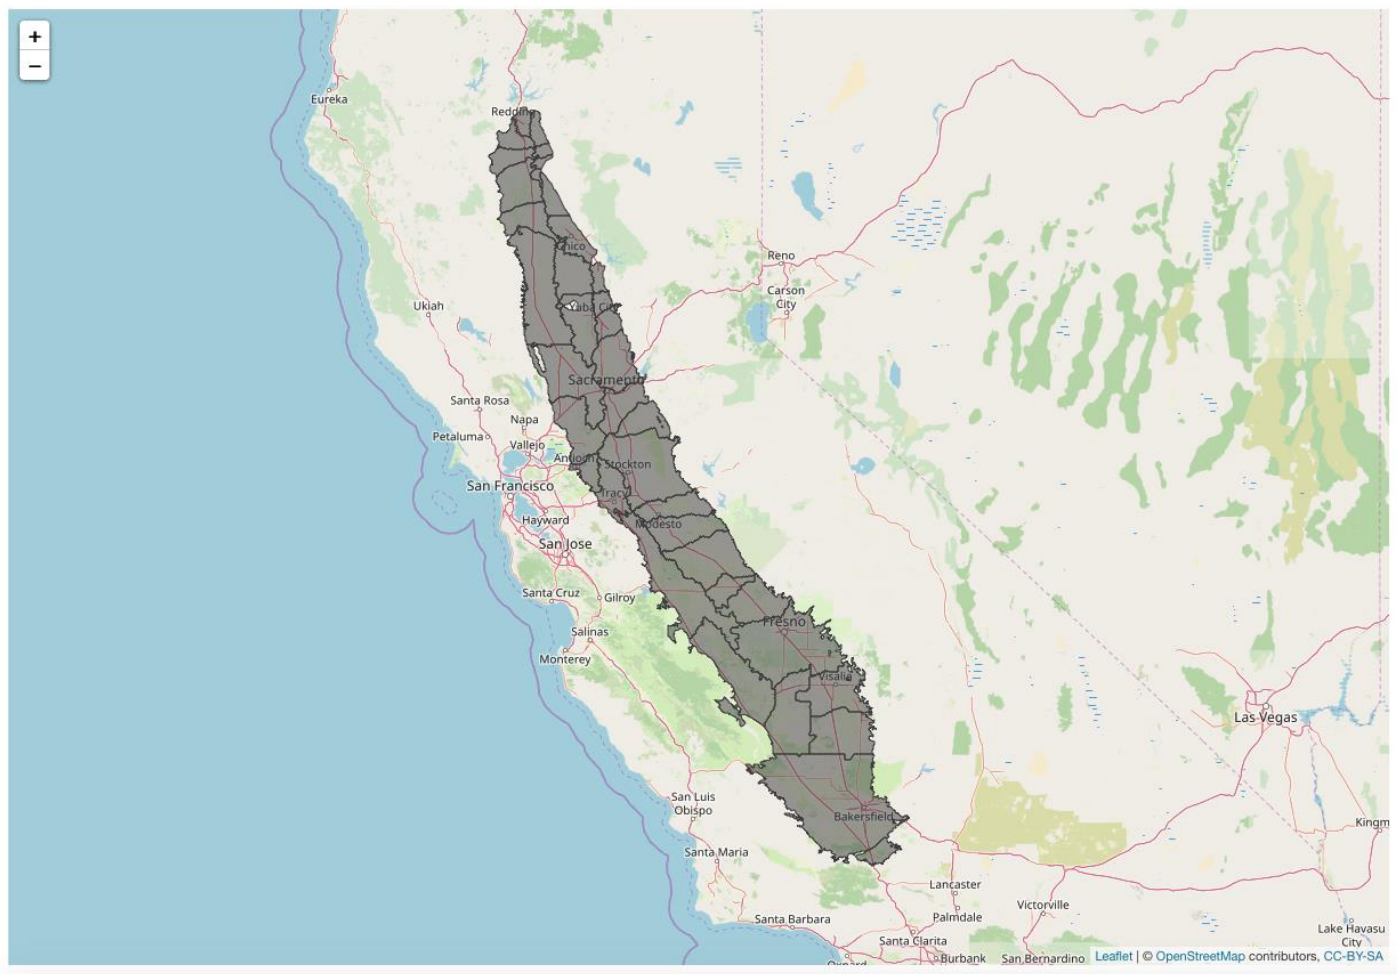 +
−
Eureka
Redding
Chico
Reno
Carson
City
Ukiah
Yuba City
Sacramento
Santa Rosa
Napa
Petaluma
Vallejo
Antioch
Stockton
San Francisco
Tracy
Hayward
Modesto
San Jose
Santa Cruz
Gilroy
Salinas
Fresno
Monterey
Visalia
Las Vegas
San Luis
Obispo
Bakersfield
Kingm
Santa Maria
Lancaster
Palmdale
Victorville
Santa Barbara
Lake Havasu
City
Santa Clarita
Oxnard
Burbank
San Bernardino
Leaflet | © OpenStreetMap contributors, CC-BY-SA